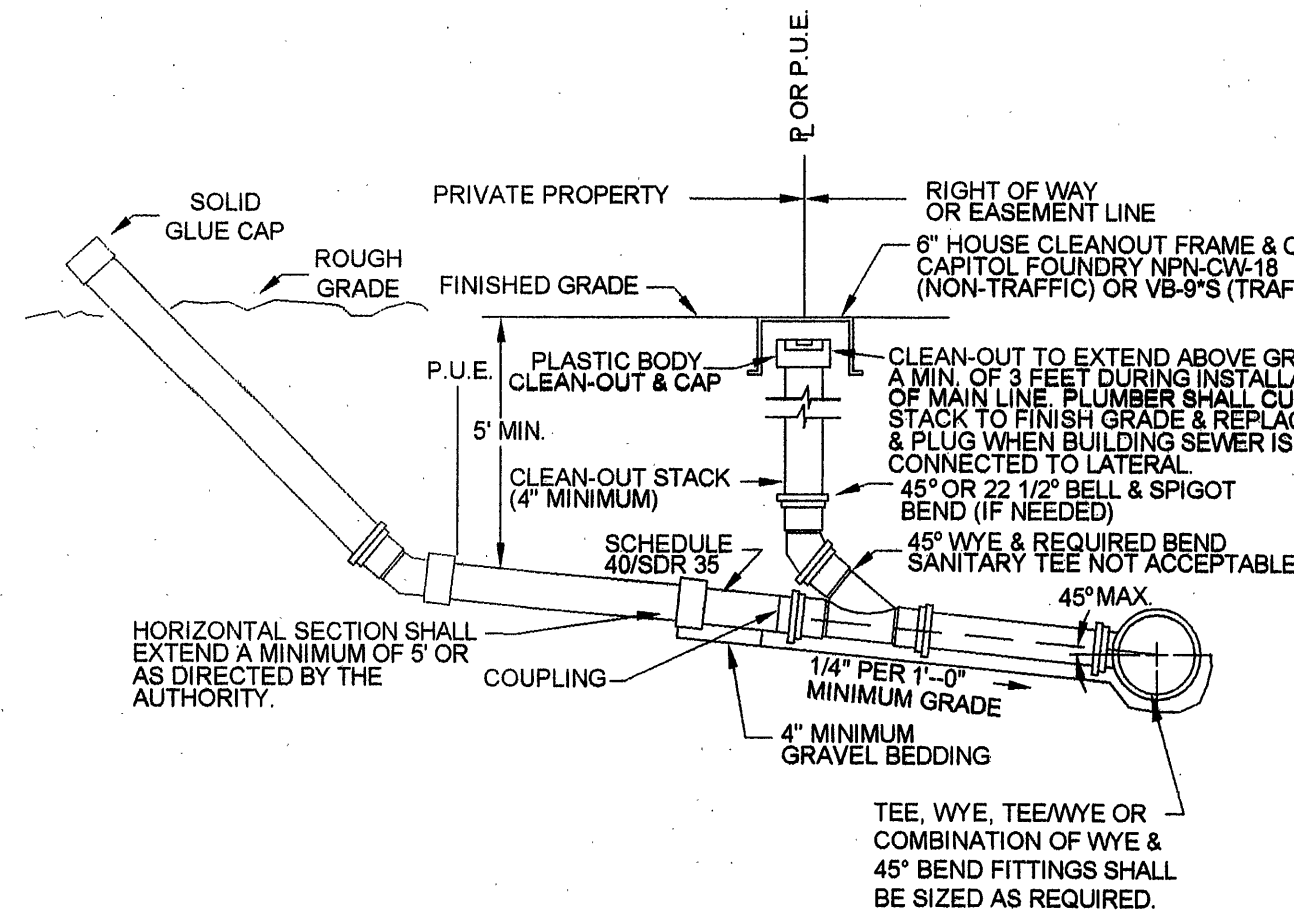 PL OR P.U.E.
PRIVATE PROPERTY
RIGHT OF WAY
OR EASEMENT LINE
SOLID
GLUE CAP
ROUGH
GRADE
FINISHED GRADE
6" HOUSE CLEANOUT FRAME &
CAPITOL FOUNDRY NPN-CW-18
(NON-TRAFFIC) OR VB-9*S
P.U.E.
5' MIN.
PLASTIC BODY
CLEAN-OUT & CAP
CLEAN-OUT TO EXTEND ABOVE
A MIN. OF 3 FEET DURING
OF MAIN LINE. PLUMBER SHALL
STACK TO FINISH GRADE &
& PLUG WHEN BUILDING SEWER IS
CONNECTED TO LATERAL.
CLEAN-OUT STACK
(4" MINIMUM)
45° OR 22 1/2° BELL & SPIGOT
BEND (IF NEEDED)
SCHEDULE
40/SDR 35
45° WYE & REQUIRED BEND
SANITARY TEE NOT ACCEPTABLE
45° MAX.
HORIZONTAL SECTION SHALL
EXTEND A MINIMUM OF 5' OR
AS DIRECTED BY THE
AUTHORITY.
COUPLING
1/4" PER 1'--0"
MINIMUM GRADE
4" MINIMUM
GRAVEL BEDDING
TEE, WYE, TEE/WYE OR
COMBINATION OF WYE &
45° BEND FITTINGS SHALL
BE SIZED AS REQUIRED.